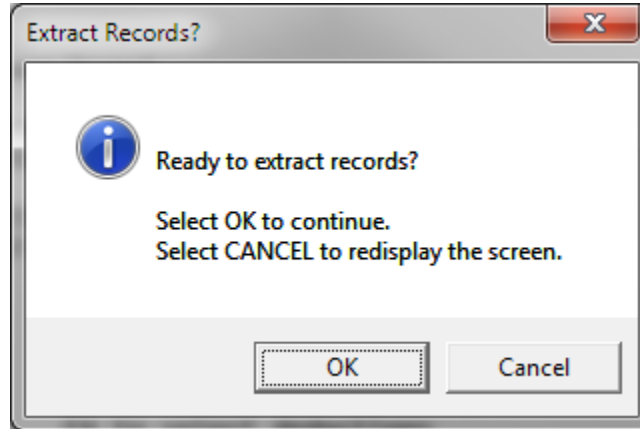 Extract Records?
Ready to extract records?
Select OK to continue.
Select CANCEL to redisplay the screen.
OK Cancel